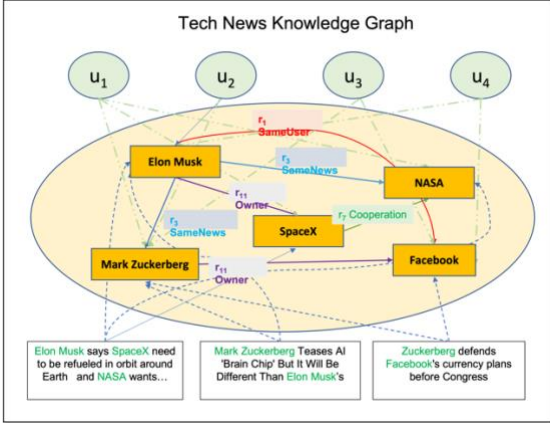 Tech News Knowledge Graph
u1
u2
u3
u4
r1
SameUser
Elon Musk
r3
SameNews
NASA
r11
Owner
r3
SameNews
SpaceX
r7 Cooperation
Mark Zuckerberg
r11
Owner
Facebook
Elon Musk says SpaceX need
to be refueled in orbit around
Earth and NASA wants...
Mark Zuckerberg Teases AI
'Brain Chip' But It Will Be
Different Than Elon Musk's
Zuckerberg defends
Facebook's currency plans
before Congress